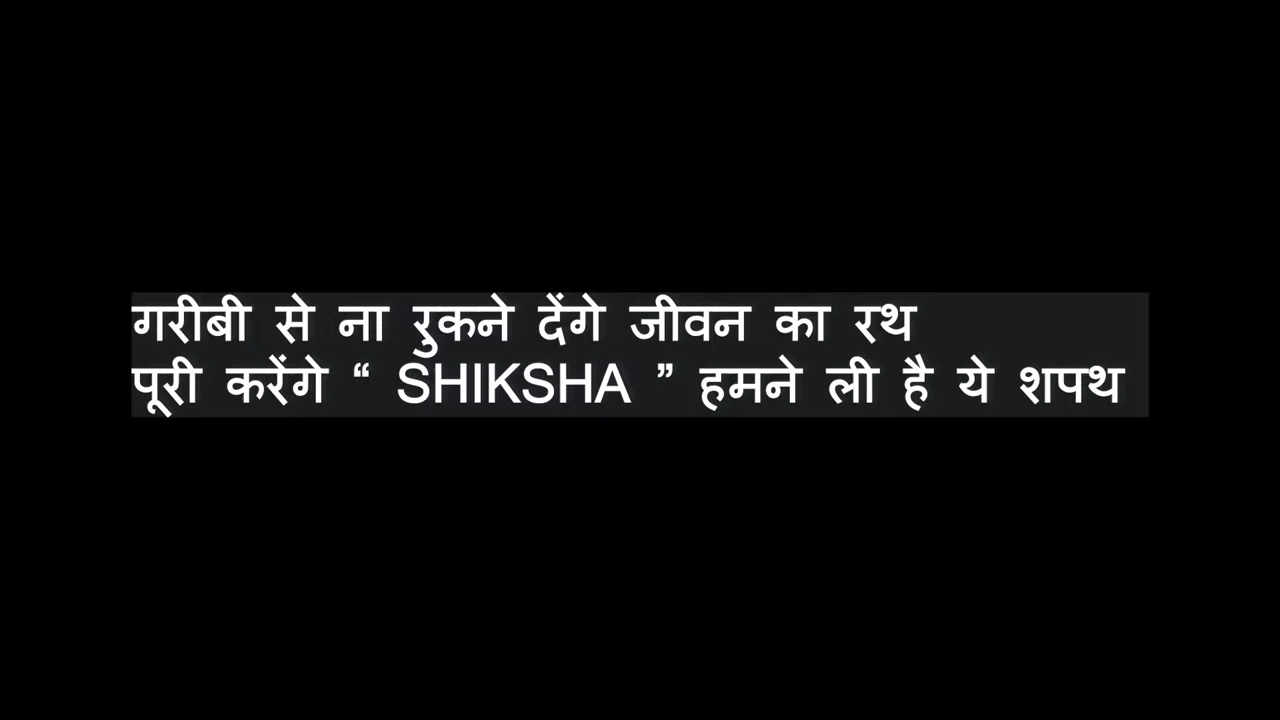 गरीबी से ना रुकने देंगे जीवन का रथ
पूरी करेंगे “ SHIKSHA ” हमने ली है ये शपथ